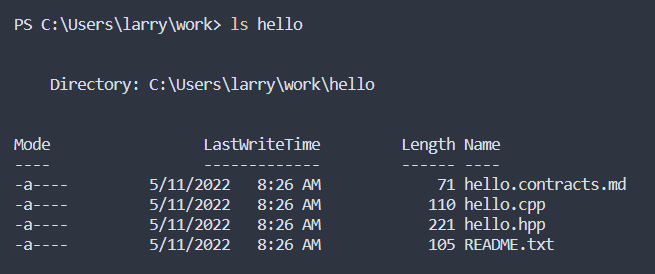 PS C:\Users\larry\work> ls hello
Directory: C:\Users\larry\work\hello
Mode                 LastWriteTime         Length Name
----                 -------------         ------ ----
-a----         5/11/2022   8:26 AM             71 hello.contracts.md
-a----         5/11/2022   8:26 AM            110 hello.cpp
-a----         5/11/2022   8:26 AM            221 hello.hpp
-a----         5/11/2022   8:26 AM            105 README.txt